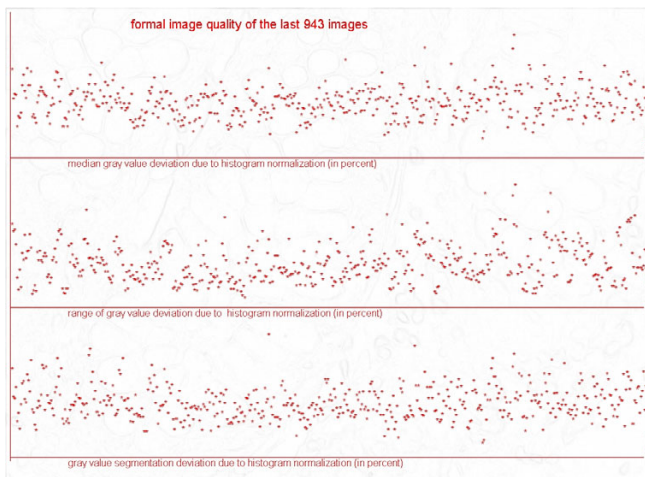 formal image quality of the last 943 images
median gray value deviation due to histogram normalization (in percent)
range of gray value deviation due to histogram normalization (in percent)
gray value segmentation deviation due to histogram normalization (in percent)